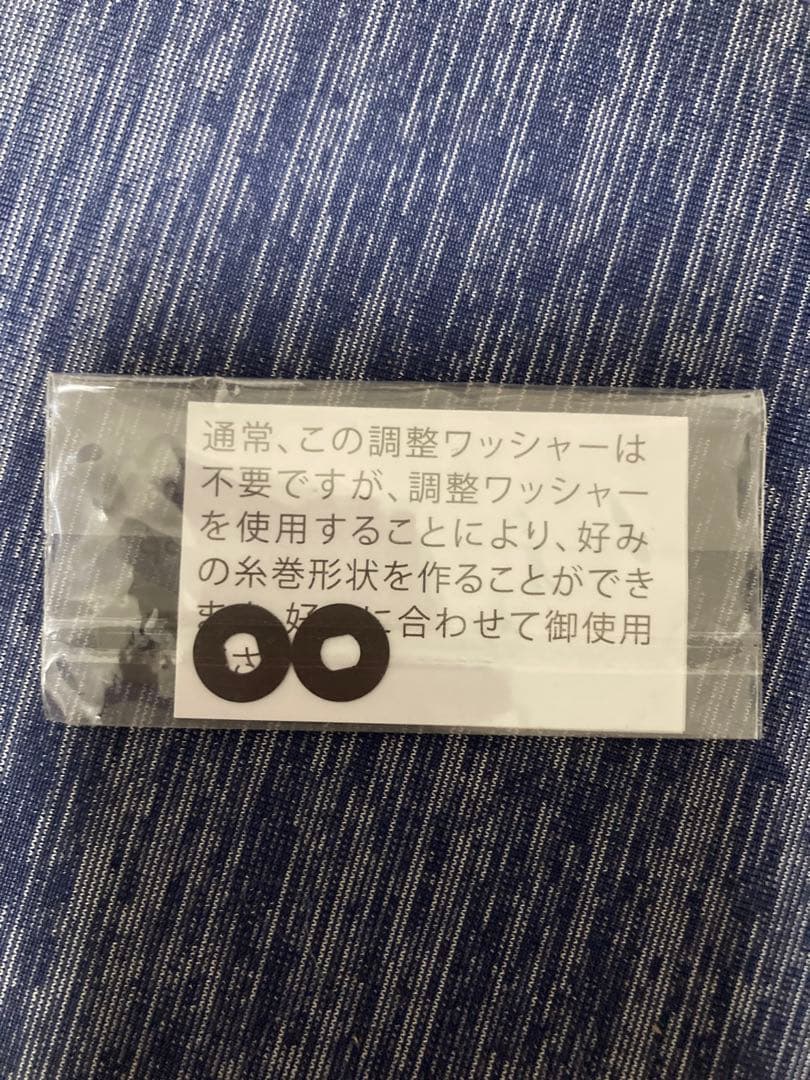 通常、この調整ワッシャーは
不要ですが、調整ワッシャー
を使用することにより、好み
の糸巻形状を作ることができ
ま 好 に合わせて御使用
さ